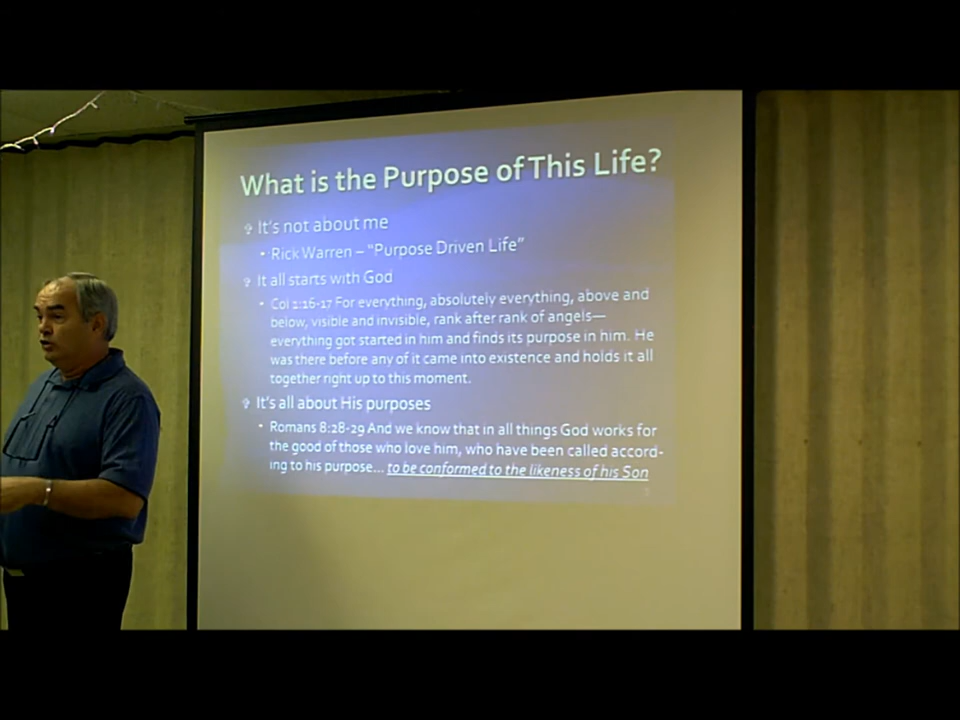 What is the Purpose of This Life?
It's not about me
Rick Warren – "Purpose Driven Life"
It all starts with God
Col 1:16-17 For everything, absolutely everything, above and
below, visible and invisible, rank after rank of angels—
everything got started in him and finds its purpose in him. He
was there before any of it came into existence and holds it all
together right up to this moment.
It's all about His purposes
Romans 8:28-29 And we know that in all things God works for
the good of those who love him, who have been called accord-
ing to his purpose... to be conformed to the likeness of his Son